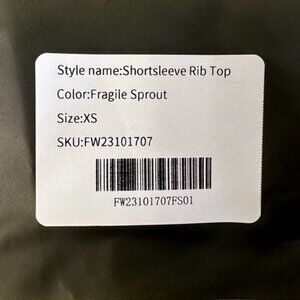 Style name:Shortsleeve Rib Top
Color:Fragile Sprout
Size:XS
SKU:FW23101707
FW23101707FS01